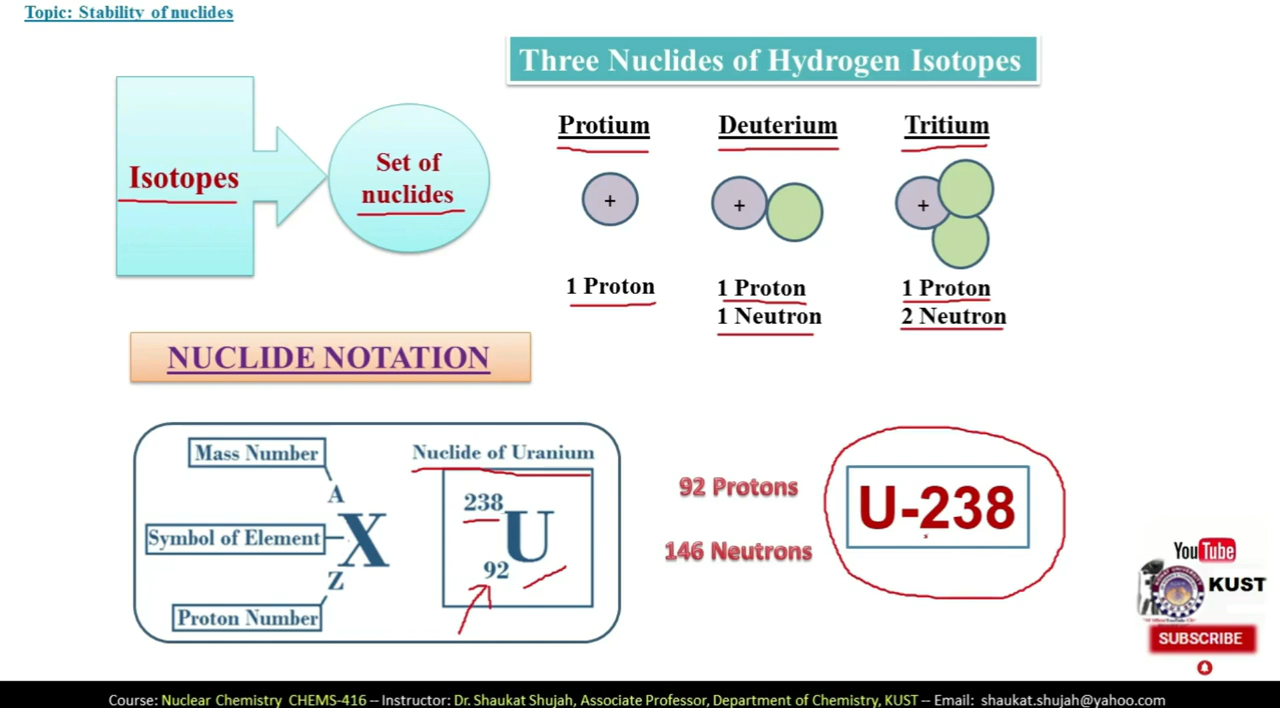 Topic: Stability of nuclides
Three Nuclides of Hydrogen Isotopes
Isotopes
Set of
nuclides
Protium
Deuterium
Tritium
+
+
+
1 Proton
1 Proton
1 Neutron
1 Proton
2 Neutron
NUCLIDE NOTATION
Mass Number
A
Symbol of Element
X
Z
Proton Number
Nuclide of Uranium
238
U
92
92 Protons
146 Neutrons
U-238
YouTube
KUST
SUBSCRIBE
Course: Nuclear Chemistry CHEMS-416 -- Instructor: Dr. Shaukat Shujah, Associate Professor, Department of Chemistry, KUST -- Email: shaukat.shujah@yahoo.com